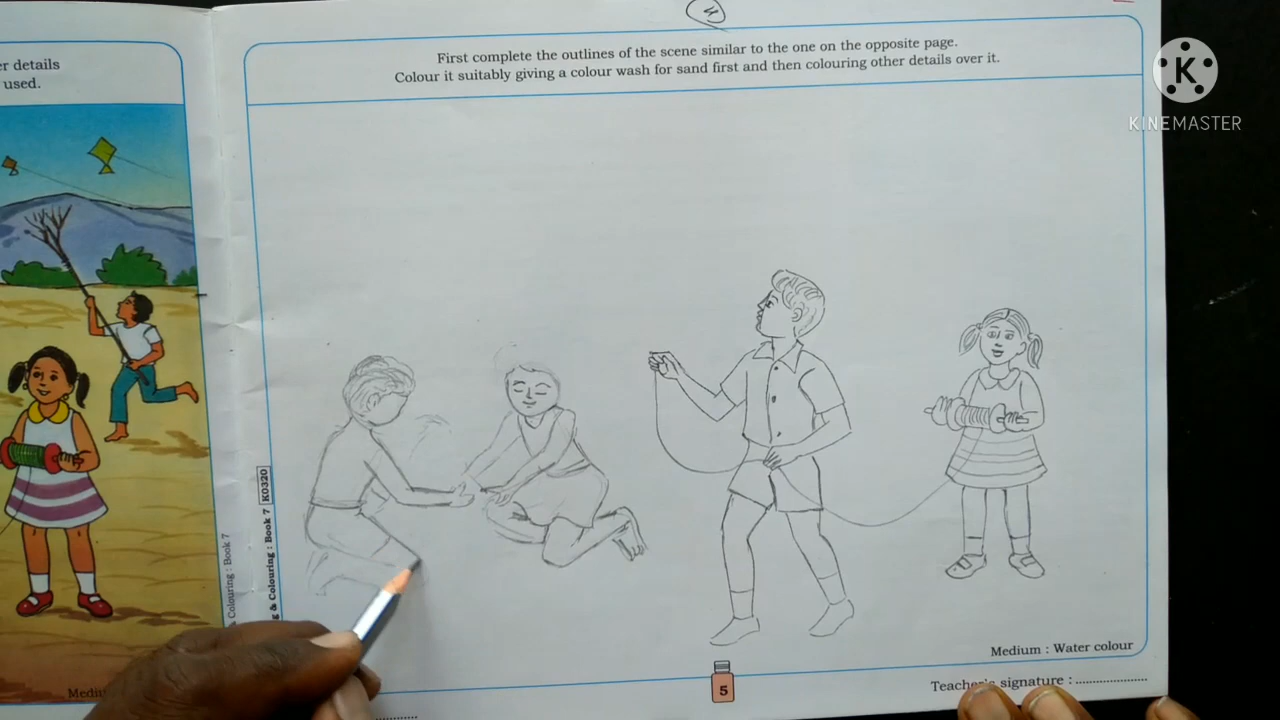 er details
used.
First complete the outlines of the scene similar to the one on the opposite page.
Colour it suitably giving a colour wash for sand first and then colouring other details over it.
K
KINEMASTER
Colouring : Book 7
g & Colouring : Book 7 K0320
Medium : Water colour
5
Teacher's signature :